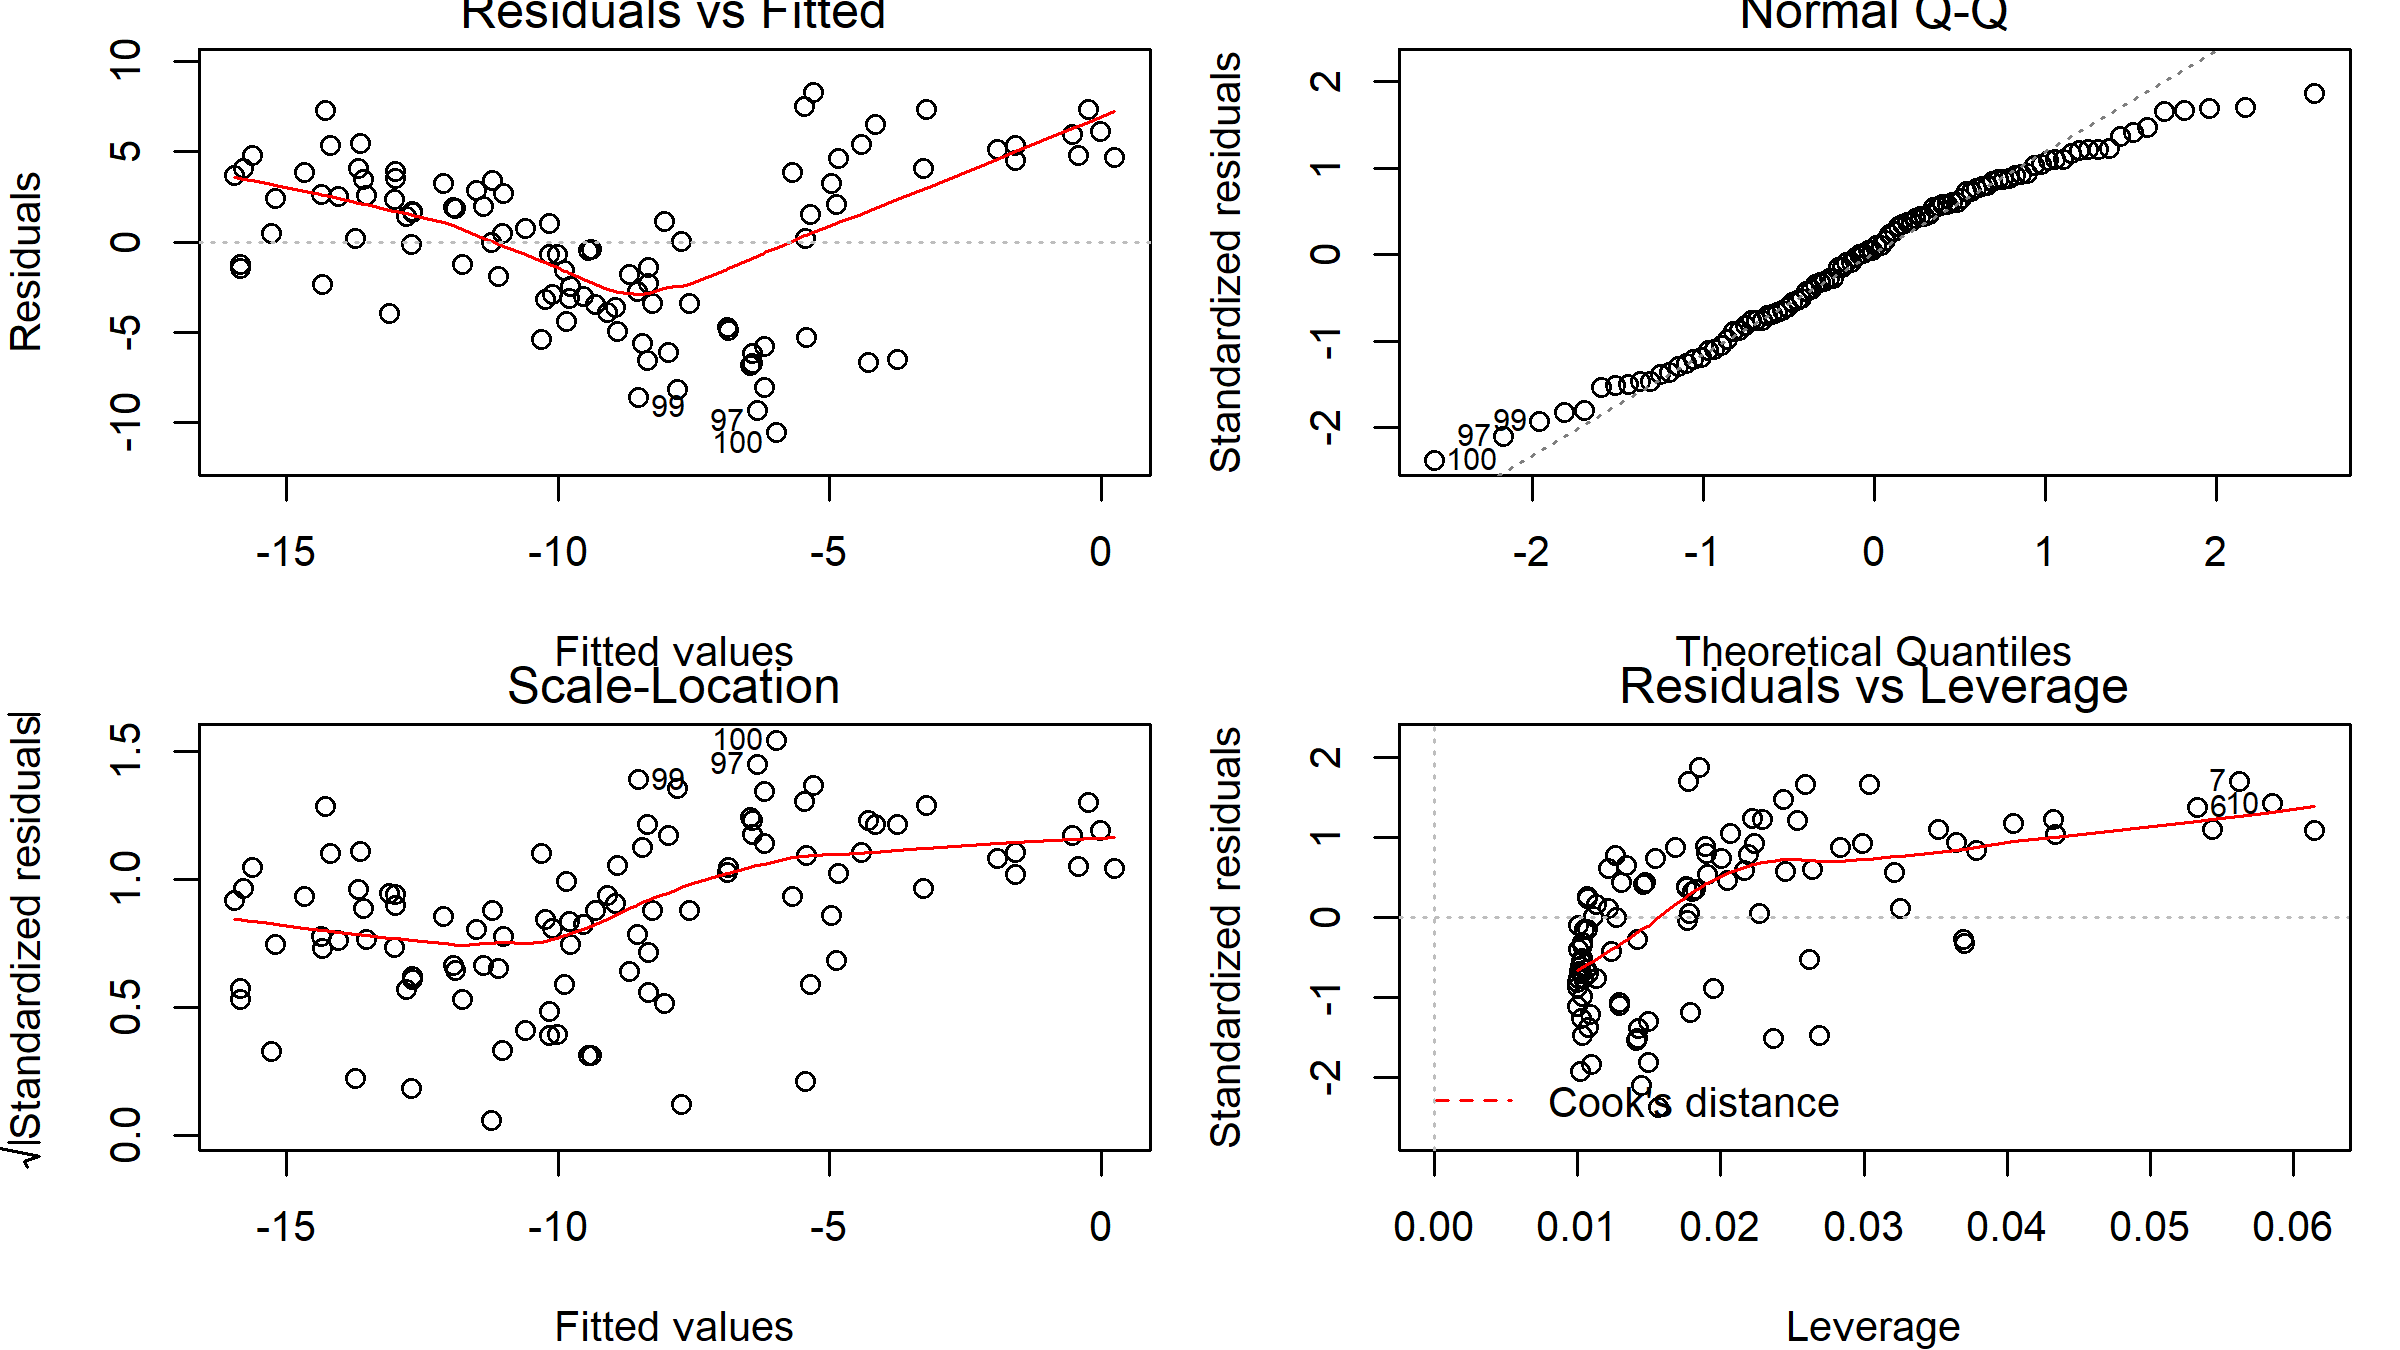 Residuals vs Fitted
Residuals
10
5
0
-5
-10
99
97
100
-15 -10 -5 0
Fitted values
Normal Q-Q
Standardized residuals
2
1
0
-1
-2
99
97
100
-2 -1 0 1 2
Theoretical Quantiles
Scale-Location
√|Standardized residuals|
1.5
1.0
0.5
0.0
100
97
99
-15 -10 -5 0
Fitted values
Residuals vs Leverage
Standardized residuals
2
1
0
-1
-2
7
610
Cook's distance
0.00 0.01 0.02 0.03 0.04 0.05 0.06
Leverage